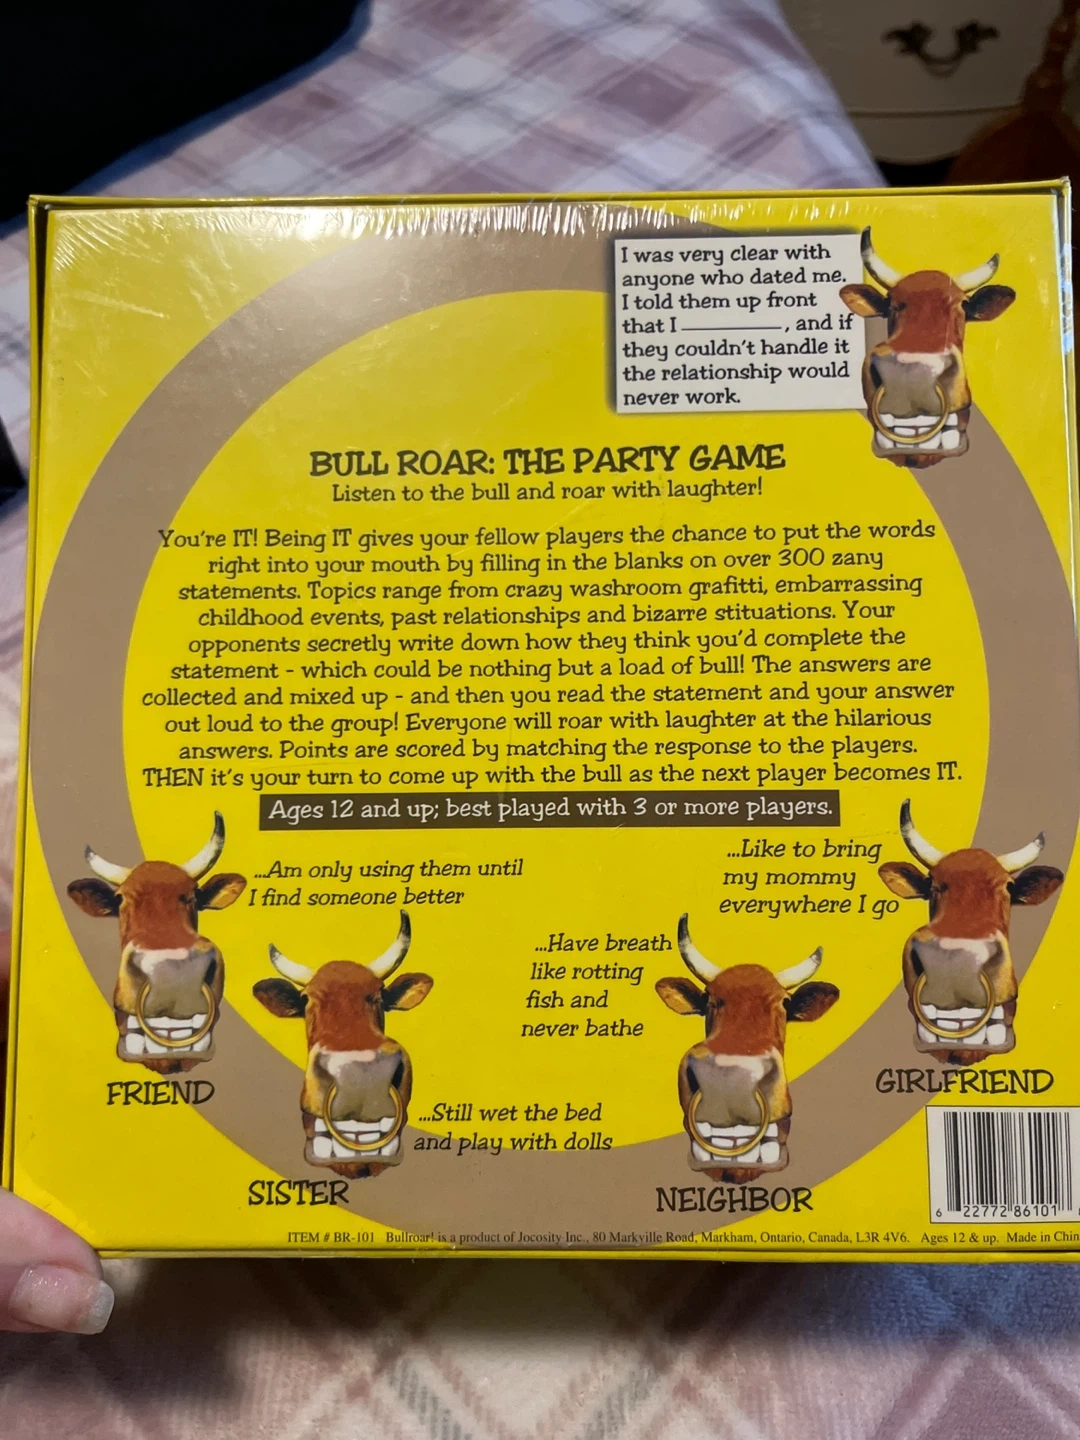 I was very clear with
anyone who dated me.
I told them up front
that I ________, and if
they couldn't handle it
the relationship would
never work.
BULL ROAR: THE PARTY GAME
Listen to the bull and roar with laughter!
You're IT! Being IT gives your fellow players the chance to put the words
right into your mouth by filling in the blanks on over 300 zany
statements. Topics range from crazy washroom grafitti, embarrassing
childhood events, past relationships and bizarre stituations. Your
opponents secretly write down how they think you'd complete the
statement - which could be nothing but a load of bull! The answers are
collected and mixed up - and then you read the statement and your answer
out loud to the group! Everyone will roar with laughter at the hilarious
answers. Points are scored by matching the response to the players.
THEN it's your turn to come up with the bull as the next player becomes IT.
Ages 12 and up; best played with 3 or more players.
...Am only using them until
I find someone better
FRIEND
...Still wet the bed
and play with dolls
SISTER
...Have breath
like rotting
fish and
never bathe
NEIGHBOR
...Like to bring
my mommy
everywhere I go
GIRLFRIEND
6 22772 86101
ITEM # BR-101 Bullroar! is a product of Jocosity Inc., 80 Markville Road, Markham, Ontario, Canada, L3R 4V6. Ages 12 & up. Made in Chin